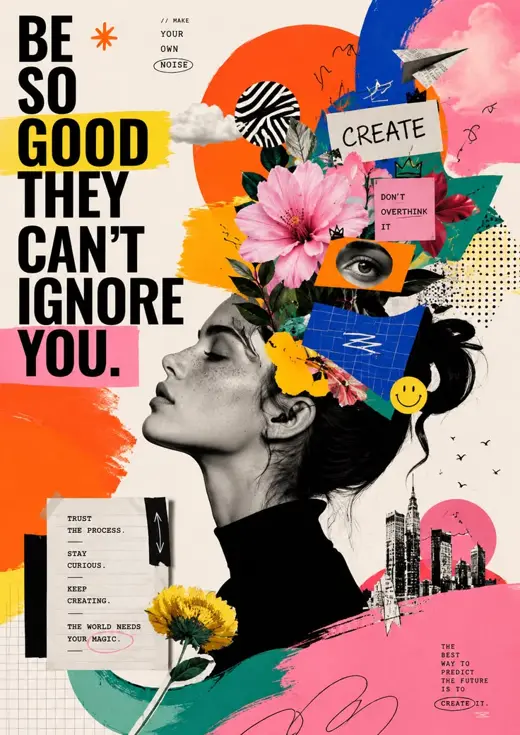 BE
SO
GOOD
THEY
CAN'T
IGNORE
YOU.
// MAKE
YOUR
OWN
NOISE
CREATE
DON'T
OVERTHINK
IT
TRUST
THE PROCESS.
STAY
CURIOUS.
KEEP
CREATING.
THE WORLD NEEDS
YOUR MAGIC.
THE
BEST
WAY TO
PREDICT
THE FUTURE
IS TO
CREATE IT.